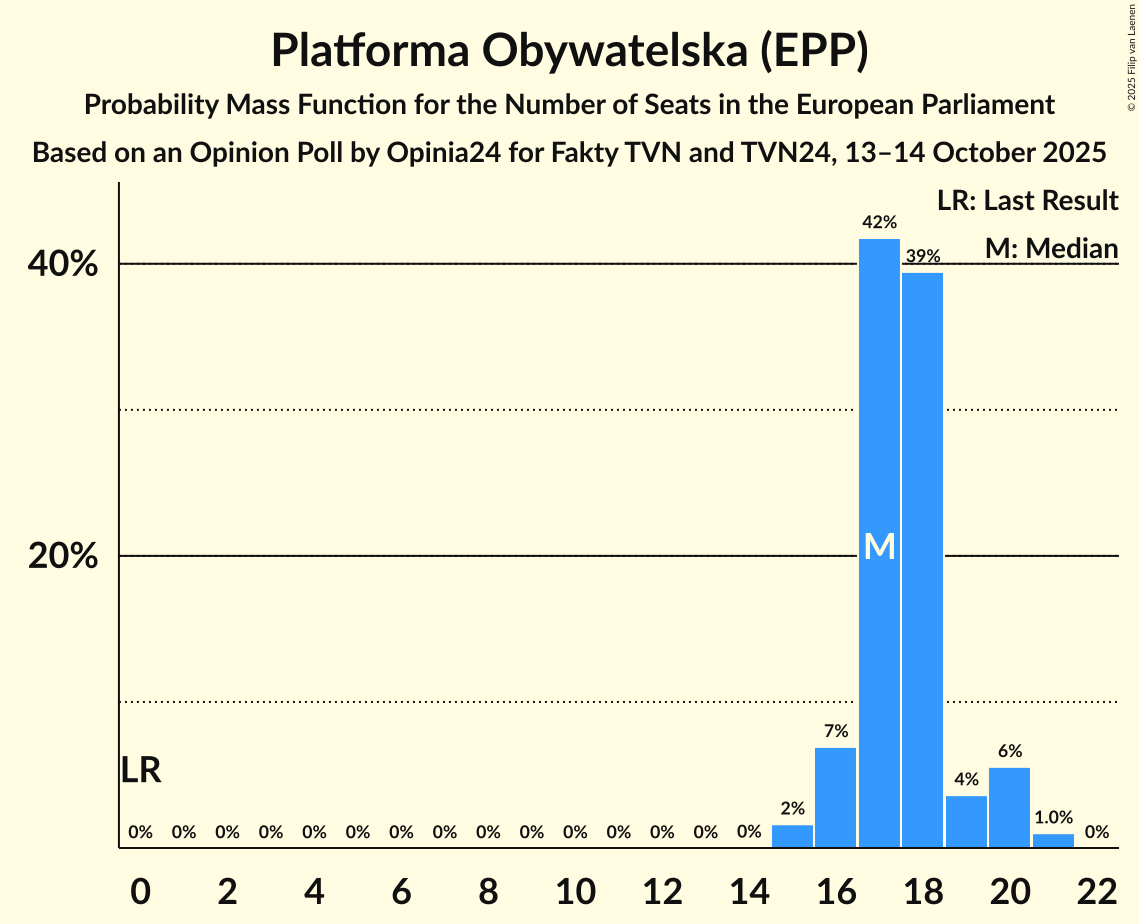 Platforma Obywatelska (EPP)
Probability Mass Function for the Number of Seats in the European Parliament
Based on an Opinion Poll by Opinia24 for Fakty TVN and TVN24, 13–14 October 2025
© 2025 Filip van Laenen
LR: Last Result
M: Median
40%
20%
42%
39%
M
LR
0% 0% 0% 0% 0% 0% 0% 0% 0% 0% 0% 0% 0% 0% 0% 2% 7% 4% 6% 1.0% 0%
0 2 4 6 8 10 12 14 16 18 20 22